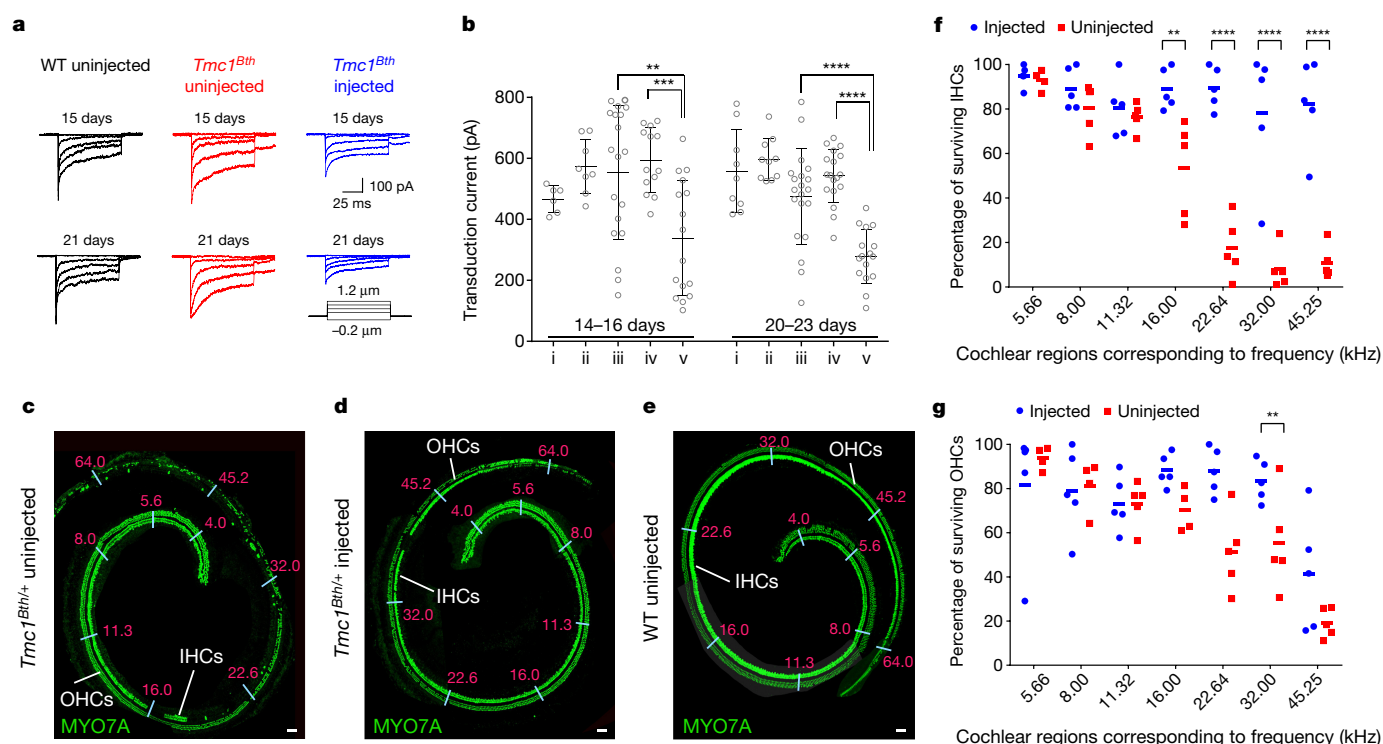 a
WT uninjected
Tmc1Bth uninjected
Tmc1Bth injected
15 days
15 days
15 days
100 pA
25 ms
21 days
21 days
21 days
1.2 μm
−0.2 μm
b
Transduction current (pA)
800
600
400
200
0
**
***
****
****
14–16 days
20–23 days
i ii iii iv v
i ii iii iv v
c
Tmc1Bth/+ uninjected
64.0
45.2
5.6
4.0
8.0
32.0
11.3
IHCs
OHCs
16.0
22.6
MYO7A
d
Tmc1Bth/+ injected
OHCs
64.0
45.2
5.6
4.0
8.0
IHCs
32.0
11.3
22.6
16.0
MYO7A
e
WT uninjected
32.0
OHCs
45.2
22.6
4.0
5.6
IHCs
16.0
8.0
11.3
64.0
MYO7A
f
Injected Uninjected
** **** **** ****
Percentage of surviving IHCs
100
80
60
40
20
0
5.66 8.00 11.32 16.00 22.64 32.00 45.25
Cochlear regions corresponding to frequency (kHz)
g
Injected Uninjected
**
Percentage of surviving OHCs
100
80
60
40
20
0
5.66 8.00 11.32 16.00 22.64 32.00 45.25
Cochlear regions corresponding to frequency (kHz)